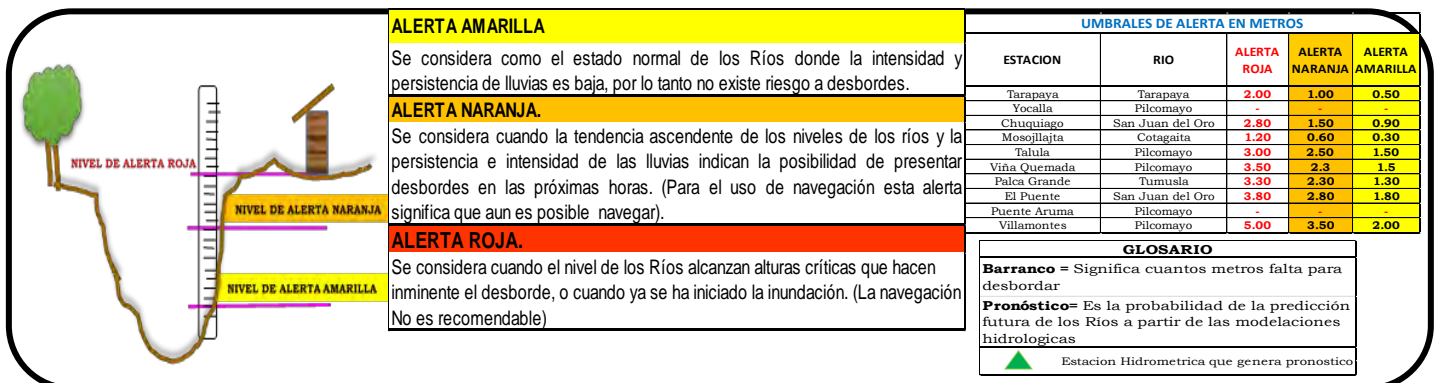 NIVEL DE ALERTA ROJA
NIVEL DE ALERTA NARANJA
NIVEL DE ALERTA AMARILLA
ALERTA AMARILLA
Se considera como el estado normal de los Ríos donde la intensidad y
persistencia de lluvias es baja, por lo tanto no existe riesgo a desbordes.
ALERTA NARANJA.
Se considera cuando la tendencia ascendente de los niveles de los ríos y la
persistencia e intensidad de las lluvias indican la posibilidad de presentar
desbordes en las próximas horas. (Para el uso de navegación esta alerta
significa que aun es posible navegar).
ALERTA ROJA.
Se considera cuando el nivel de los Ríos alcanzan alturas críticas que hacen
inminente el desborde, o cuando ya se ha iniciado la inundación. (La navegación
No es recomendable)
UMBRALES DE ALERTA EN METROS
ESTACION RIO ALERTA ROJA ALERTA NARANJA ALERTA AMARILLA
Tarapaya Tarapaya 2.00 1.00 0.50
Yocalla Pilcomayo - - -
Chuquiago San Juan del Oro 2.80 1.50 0.90
Mosojllajta Cotagaita 1.20 0.60 0.30
Talula Pilcomayo 3.00 2.50 1.50
Viña Quemada Pilcomayo 3.50 2.3 1.5
Palca Grande Tumusla 3.30 2.30 1.30
El Puente San Juan del Oro 3.80 2.80 1.80
Puente Aruma Pilcomayo - - -
Villamontes Pilcomayo 5.00 3.50 2.00
GLOSARIO
Barranco = Significa cuantos metros falta para
desbordar
Pronóstico= Es la probabilidad de la predicción
futura de los Ríos a partir de las modelaciones
hidrologicas
Estacion Hidrometrica que genera pronostico